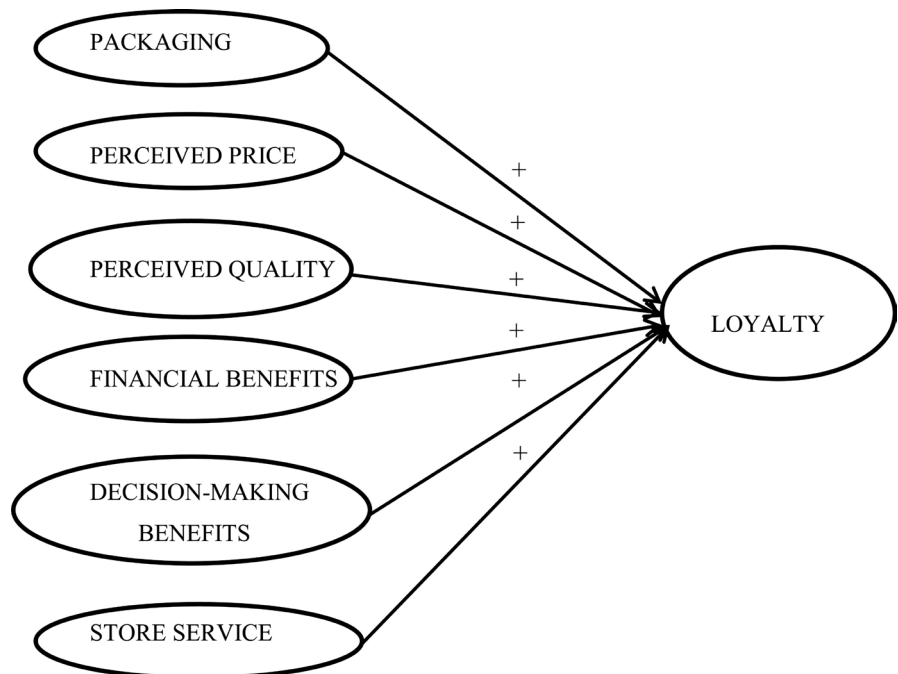 PACKAGING
PERCEIVED PRICE
+
+
PERCEIVED QUALITY
+
LOYALTY
+
FINANCIAL BENEFITS
+
+
DECISION-MAKING
BENEFITS
STORE SERVICE